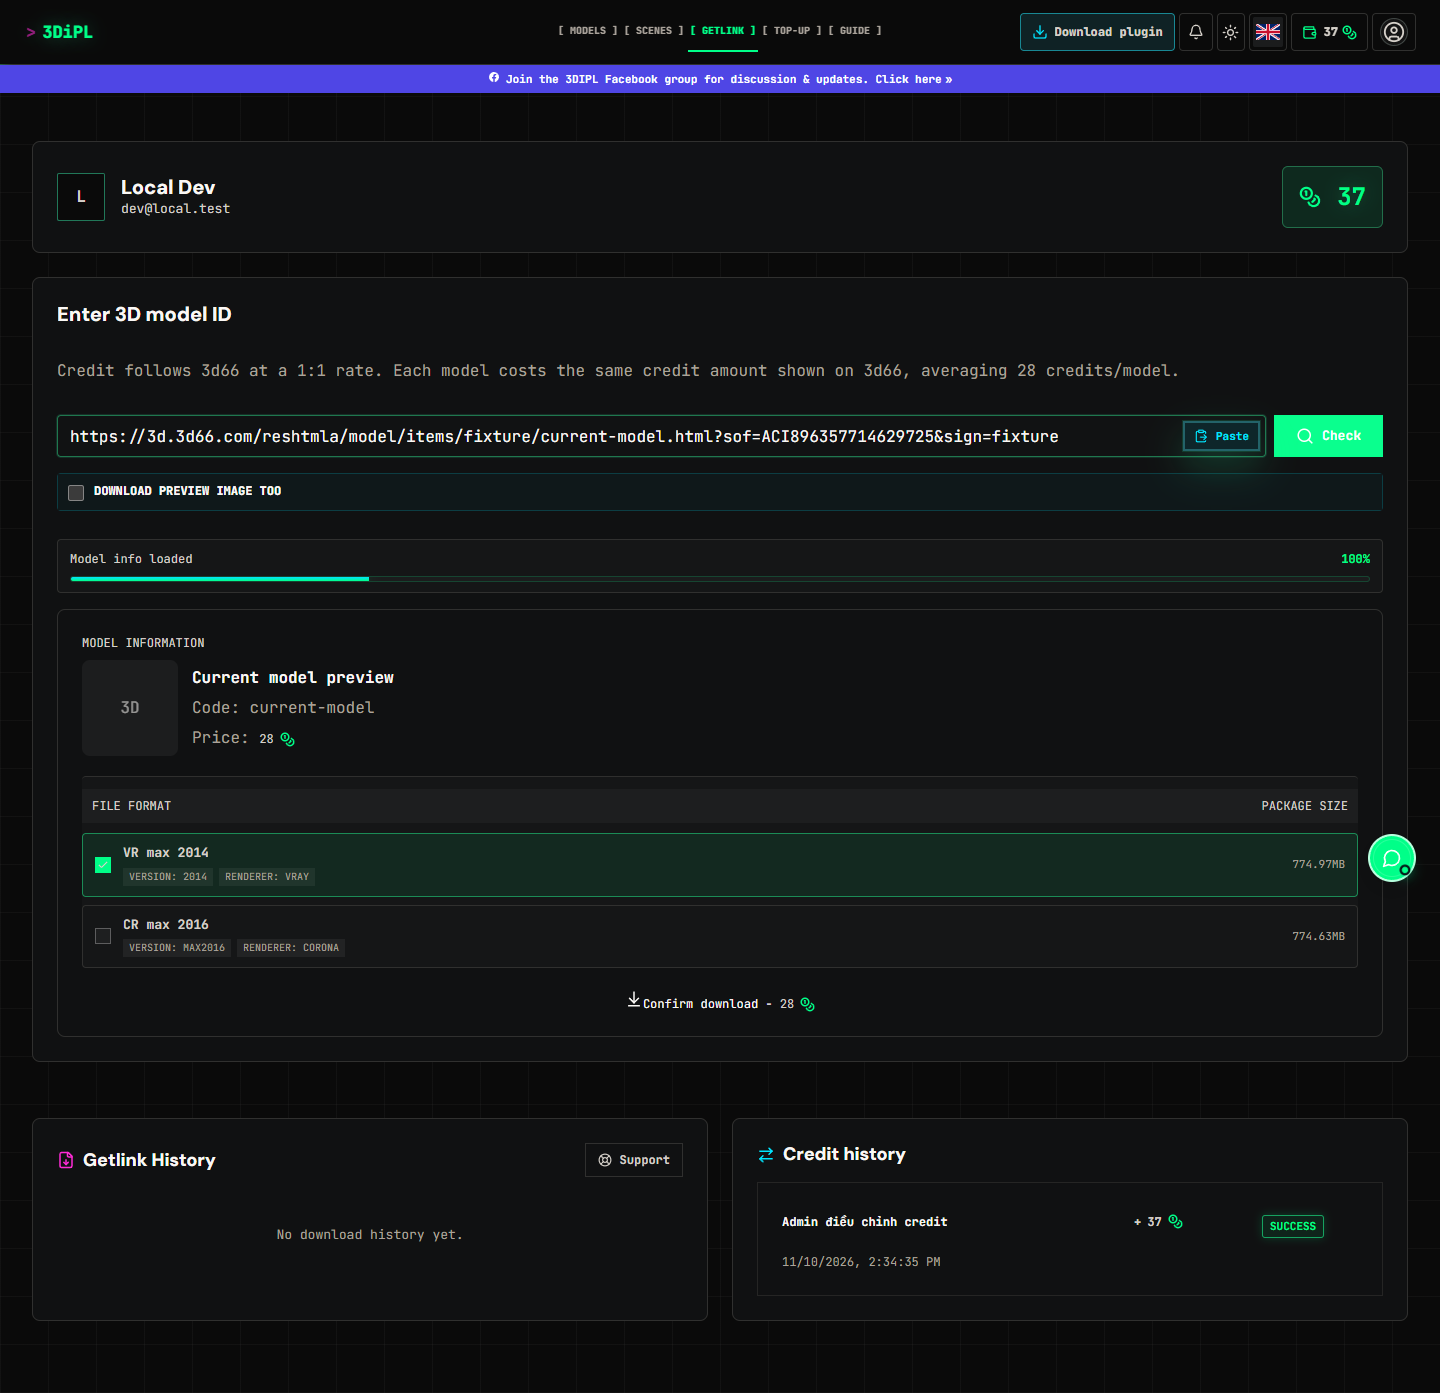 > 3DiPL
[ MODELS ] [ SCENES ] [ GETLINK ] [ TOP-UP ] [ GUIDE ]
Download plugin
37
Join the 3DIPL Facebook group for discussion & updates. Click here »
L
Local Dev
dev@local.test
37
Enter 3D model ID
Credit follows 3d66 at a 1:1 rate. Each model costs the same credit amount shown on 3d66, averaging 28 credits/model.
https://3d.3d66.com/reshtmla/model/items/fixture/current-model.html?sof=ACI896357714629725&sign=fixture
Paste
Check
DOWNLOAD PREVIEW IMAGE TOO
Model info loaded
100%
MODEL INFORMATION
3D
Current model preview
Code: current-model
Price: 28
FILE FORMAT
PACKAGE SIZE
VR max 2014
VERSION: 2014
RENDERER: VRAY
774.97MB
CR max 2016
VERSION: MAX2016
RENDERER: CORONA
774.63MB
Confirm download - 28
Getlink History
Support
No download history yet.
Credit history
Admin điều chỉnh credit
+ 37
SUCCESS
11/10/2026, 2:34:35 PM